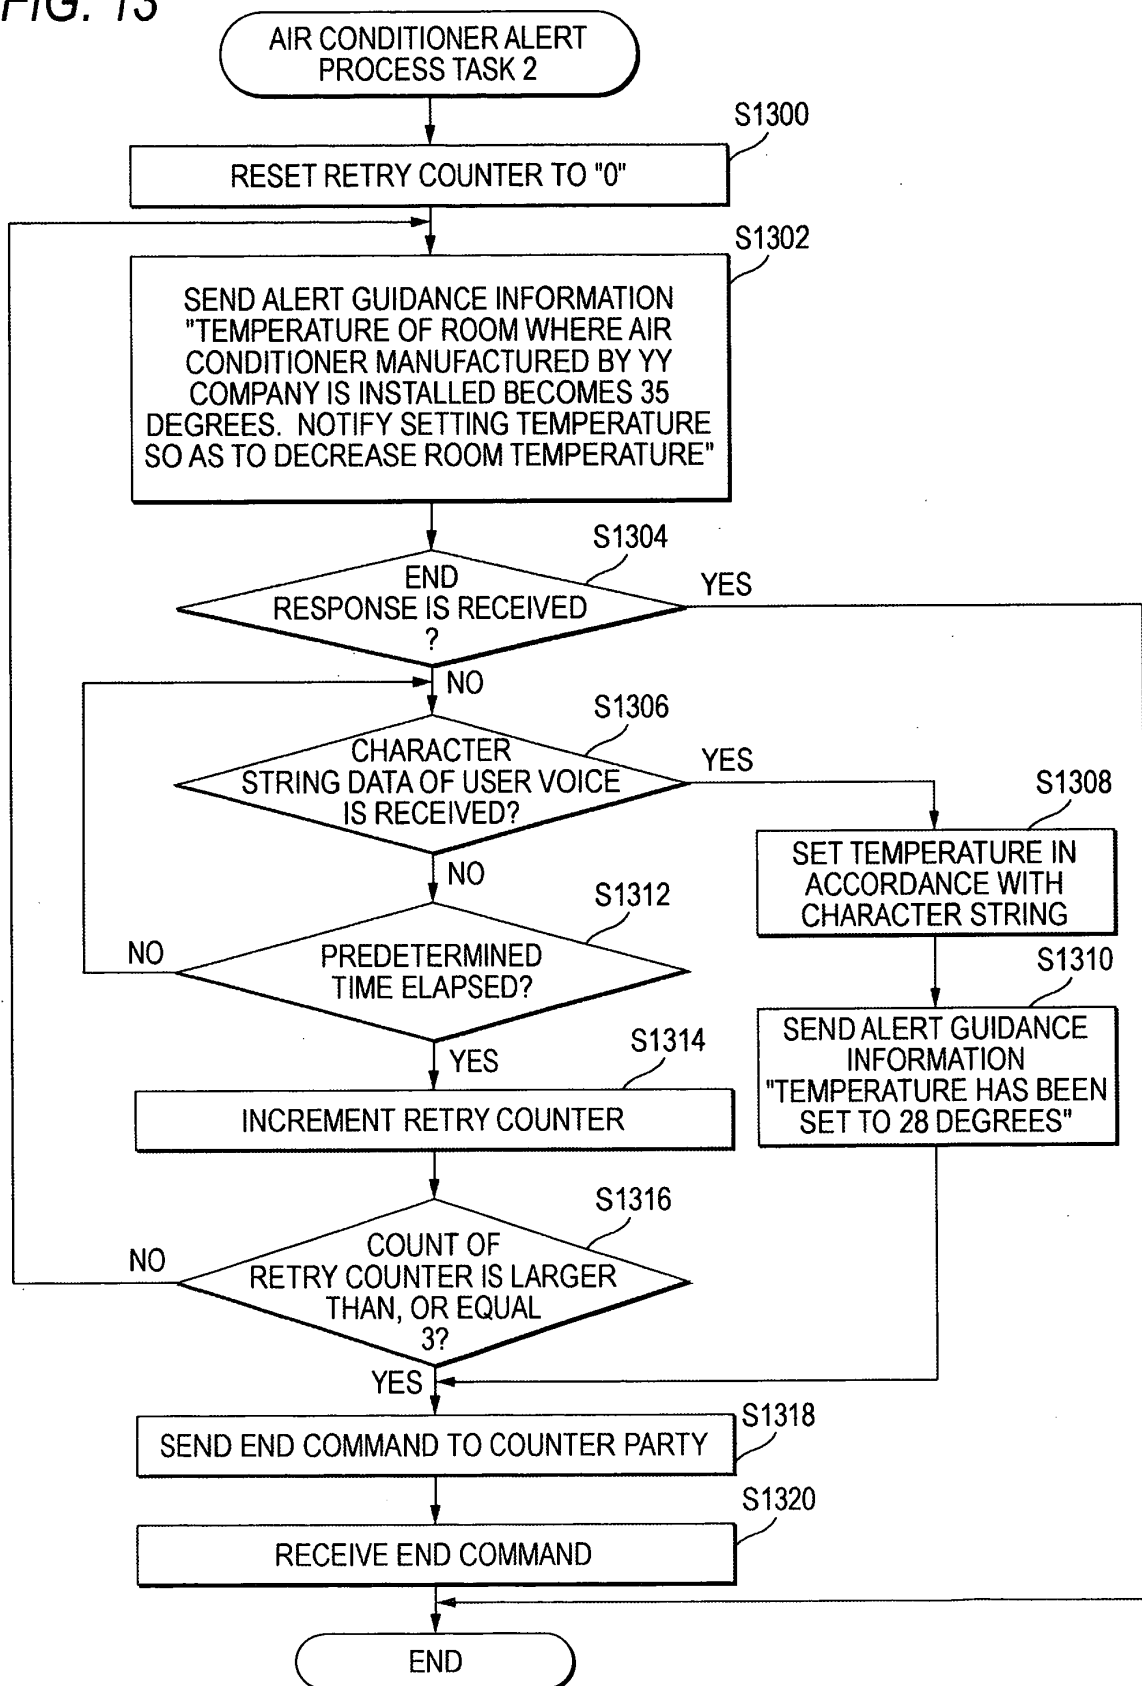 FIG. 13
AIR CONDITIONER ALERT
PROCESS TASK 2
S1300
RESET RETRY COUNTER TO "0"
S1302
SEND ALERT GUIDANCE INFORMATION
"TEMPERATURE OF ROOM WHERE AIR
CONDITIONER MANUFACTURED BY YY
COMPANY IS INSTALLED BECOMES 35
DEGREES. NOTIFY SETTING TEMPERATURE
SO AS TO DECREASE ROOM TEMPERATURE"
S1304
END
RESPONSE IS RECEIVED
?
YES
NO
S1306
CHARACTER
STRING DATA OF USER VOICE
IS RECEIVED?
YES
S1308
SET TEMPERATURE IN
ACCORDANCE WITH
CHARACTER STRING
NO
S1312
PREDETERMINED
TIME ELAPSED?
NO
S1310
SEND ALERT GUIDANCE
INFORMATION
"TEMPERATURE HAS BEEN
SET TO 28 DEGREES"
YES
S1314
INCREMENT RETRY COUNTER
S1316
COUNT OF
RETRY COUNTER IS LARGER
THAN, OR EQUAL
3?
NO
YES
S1318
SEND END COMMAND TO COUNTER PARTY
S1320
RECEIVE END COMMAND
END